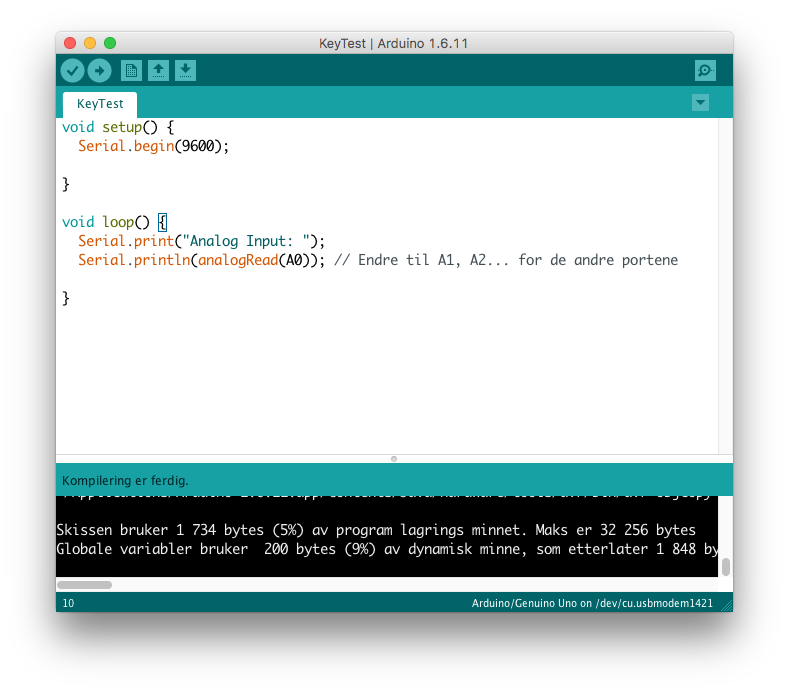 KeyTest | Arduino 1.6.11
KeyTest
void setup() {
  Serial.begin(9600);
}
void loop() {
  Serial.print("Analog Input: ");
  Serial.println(analogRead(A0)); // Endre til A1, A2... for de andre portene
}
Kompilering er ferdig.
Skissen bruker 1 734 bytes (5%) av program lagrings minnet. Maks er 32 256 bytes
Globale variabler bruker  200 bytes (9%) av dynamisk minne, som etterlater 1 848 by
10
Arduino/Genuino Uno on /dev/cu.usbmodem1421